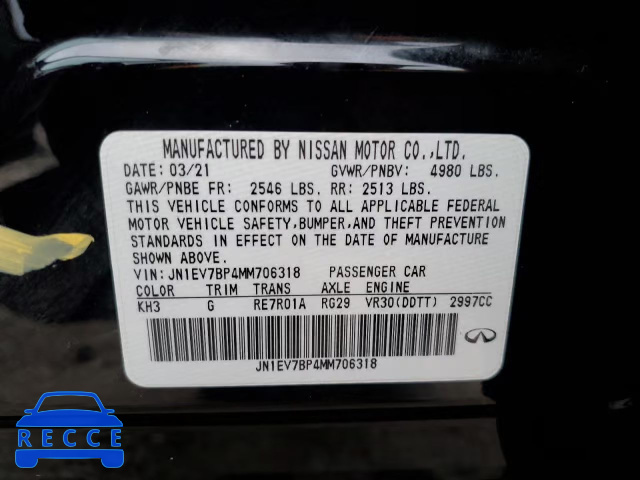 MANUFACTURED BY NISSAN MOTOR CO.,LTD.
DATE: 03/21 GVWR/PNBV: 4980 LBS.
GAWR/PNBE FR: 2546 LBS. RR: 2513 LBS.
THIS VEHICLE CONFORMS TO ALL APPLICABLE FEDERAL
MOTOR VEHICLE SAFETY,BUMPER,AND THEFT PREVENTION
STANDARDS IN EFFECT ON THE DATE OF MANUFACTURE
SHOWN ABOVE.
VIN: JN1EV7BP4MM706318 PASSENGER CAR
COLOR TRIM TRANS AXLE ENGINE
KH3 G RE7R01A RG29 VR30(DDTT) 2997CC
JN1EV7BP4MM706318
RECCE